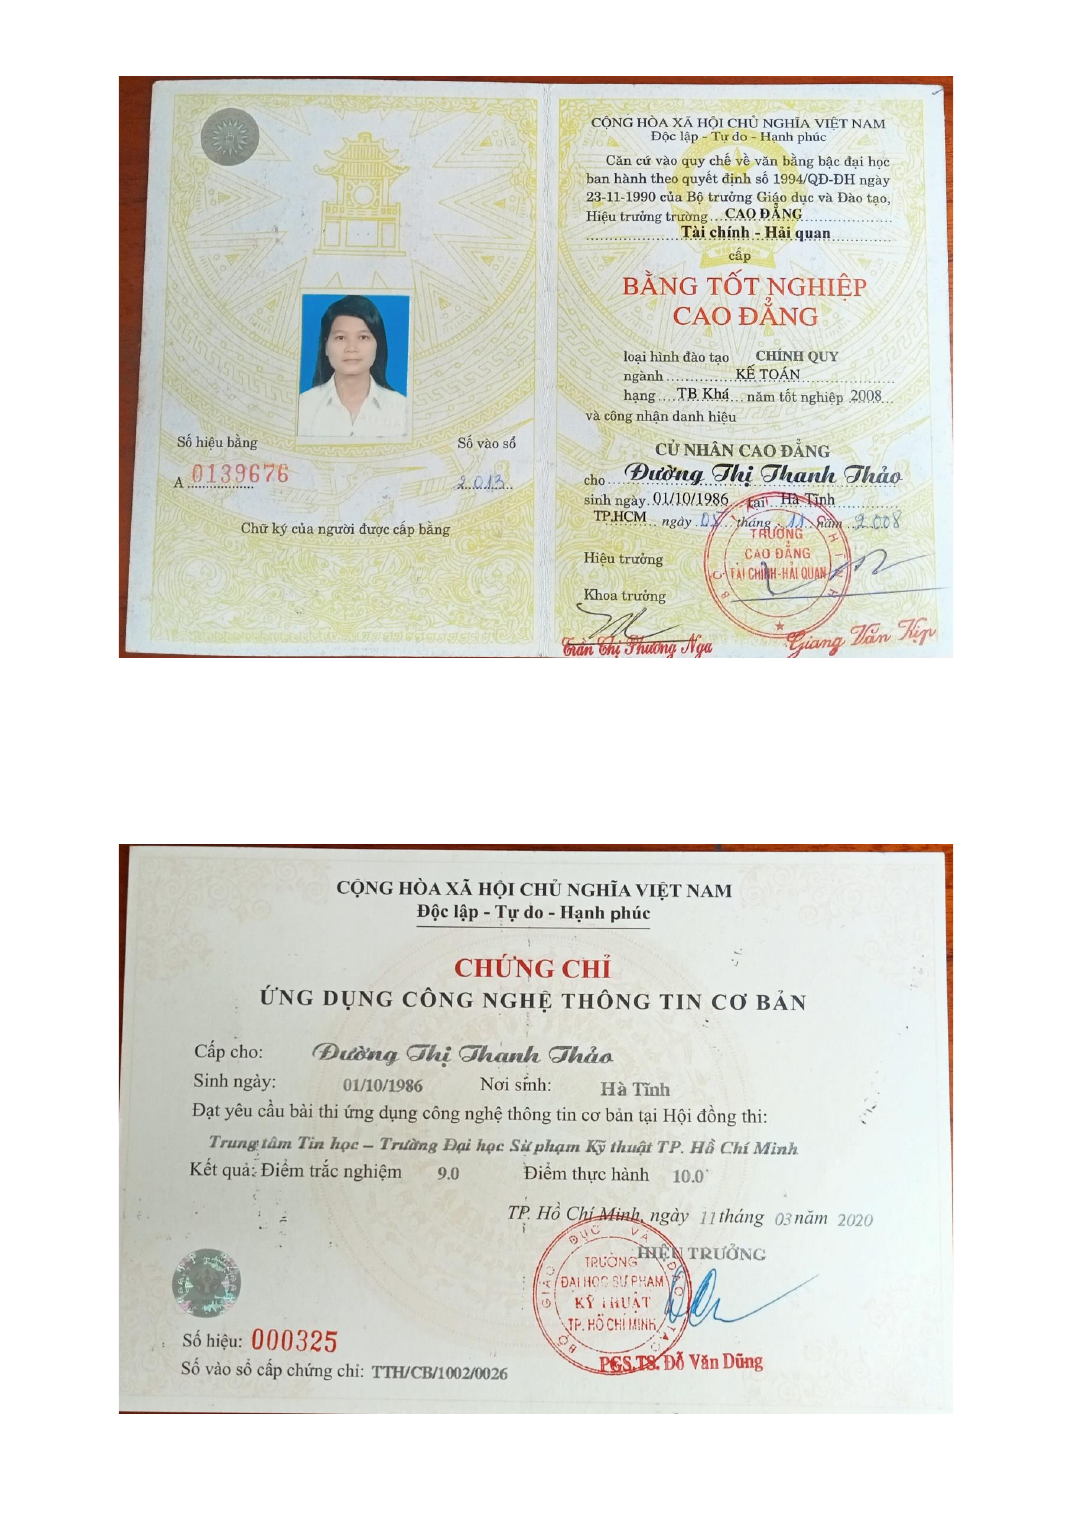 Số hiệu bằng
Số vào sổ
A 0139676
2.013
Chữ ký của người được cấp bằng
CỘNG HÒA XÃ HỘI CHỦ NGHĨA VIỆT NAM
Độc lập - Tự do - Hạnh phúc
Căn cứ vào quy chế về văn bằng bậc đại học
ban hành theo quyết định số 1994/QĐ-ĐH ngày
23-11-1990 của Bộ trưởng Giáo dục và Đào tạo,
Hiệu trưởng trường CAO ĐẲNG
Tài chính - Hải quan
cấp
BẰNG TỐT NGHIỆP
CAO ĐẲNG
loại hình đào tạo CHÍNH QUY
ngành KẾ TOÁN
hạng TB Khá năm tốt nghiệp 2008
và công nhận danh hiệu
CỬ NHÂN CAO ĐẲNG
cho Đường Thị Thanh Thảo
sinh ngày 01/10/1986 tại Hà Tĩnh
TP.HCM ngày tháng 11 năm 2008
TRƯỜNG
CAO ĐẲNG
TÀI CHÍNH-HẢI QUAN
Hiệu trưởng
Khoa trưởng
Trần Thị Phương Nga
Giang Văn Kịp
CỘNG HÒA XÃ HỘI CHỦ NGHĨA VIỆT NAM
Độc lập - Tự do - Hạnh phúc
CHỨNG CHỈ
ỨNG DỤNG CÔNG NGHỆ THÔNG TIN CƠ BẢN
Cấp cho: Đường Thị Thanh Thảo
Sinh ngày: 01/10/1986 Nơi sinh: Hà Tĩnh
Đạt yêu cầu bài thi ứng dụng công nghệ thông tin cơ bản tại Hội đồng thi:
Trung tâm Tin học – Trường Đại học Sư phạm Kỹ thuật TP. Hồ Chí Minh
Kết quả: Điểm trắc nghiệm 9.0 Điểm thực hành 10.0
TP. Hồ Chí Minh, ngày 11 tháng 03 năm 2020
HIỆU TRƯỞNG
BỘ GIÁO DỤC VÀ ĐÀO TẠO
TRƯỜNG
ĐẠI HỌC SƯ PHẠM
KỸ THUẬT
TP. HỒ CHÍ MINH
PGS.TS. Đỗ Văn Dũng
Số hiệu: 000325
Số vào sổ cấp chứng chỉ: TTH/CB/1002/0026